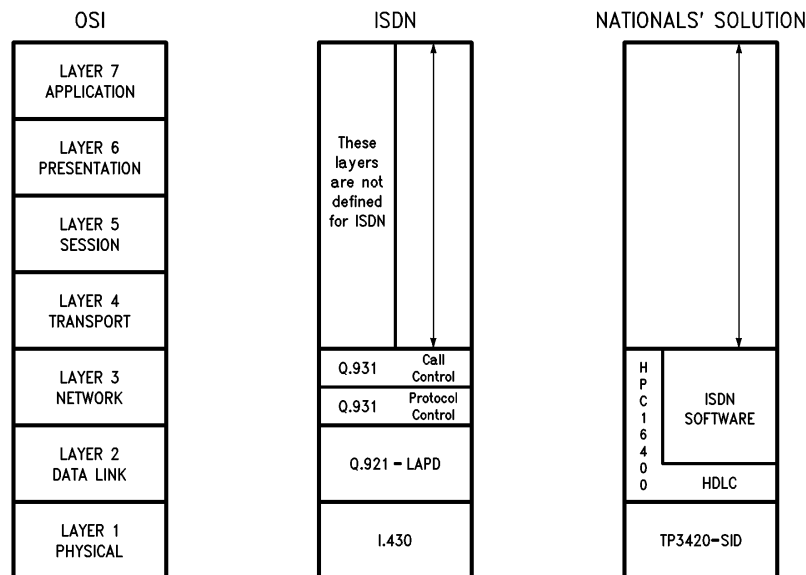 OSI
LAYER 7
APPLICATION
LAYER 6
PRESENTATION
LAYER 5
SESSION
LAYER 4
TRANSPORT
LAYER 3
NETWORK
LAYER 2
DATA LINK
LAYER 1
PHYSICAL
ISDN
These
layers
are not
defined
for ISDN
Q.931 Call
Control
Q.931 Protocol
Control
Q.921-LAPD
I.430
NATIONALS' SOLUTION
H
P
C
1
6
4
0
0
ISDN
SOFTWARE
HDLC
TP3420-SID